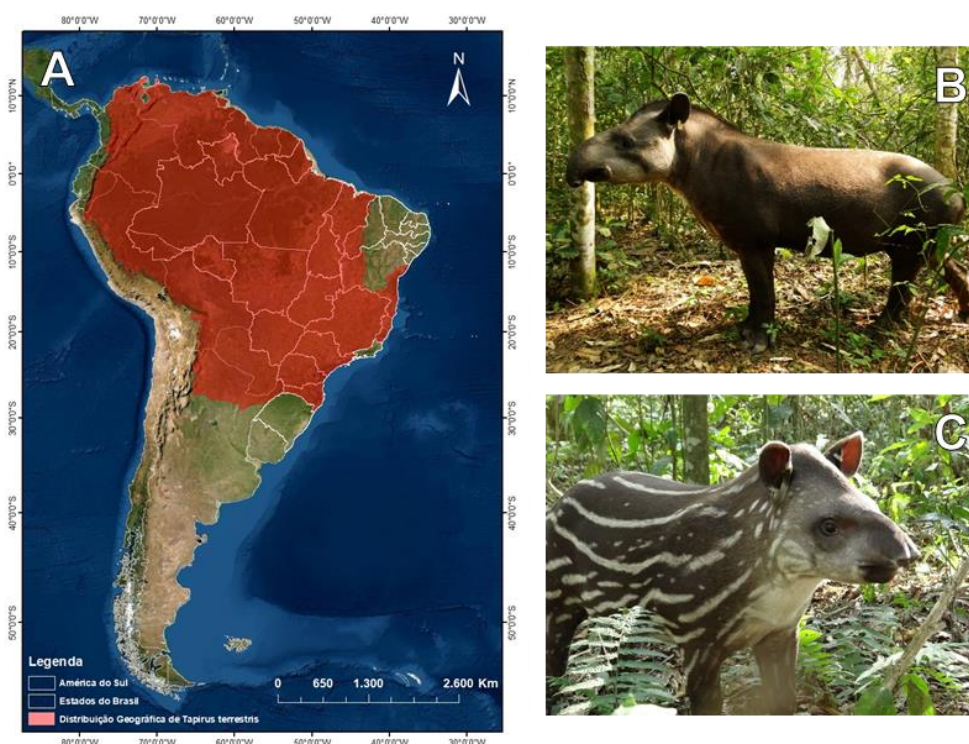 80°0'0"W 70°0'0"W 60°0'0"W 50°0'0"W 40°0'0"W 30°0'0"W
A
N
B
10°0'0"N 10°0'0"N
0°0'0" 0°0'0"
10°0'0"S 10°0'0"S
20°0'0"S 20°0'0"S
30°0'0"S 30°0'0"S
C
40°0'0"S 40°0'0"S
50°0'0"S 50°0'0"S
Legenda
América do Sul
Estados do Brasil
Distribuição Geográfica de Tapirus terrestris
0 650 1.300 2.600 Km
80°0'0"W 70°0'0"W 60°0'0"W 50°0'0"W 40°0'0"W 30°0'0"W